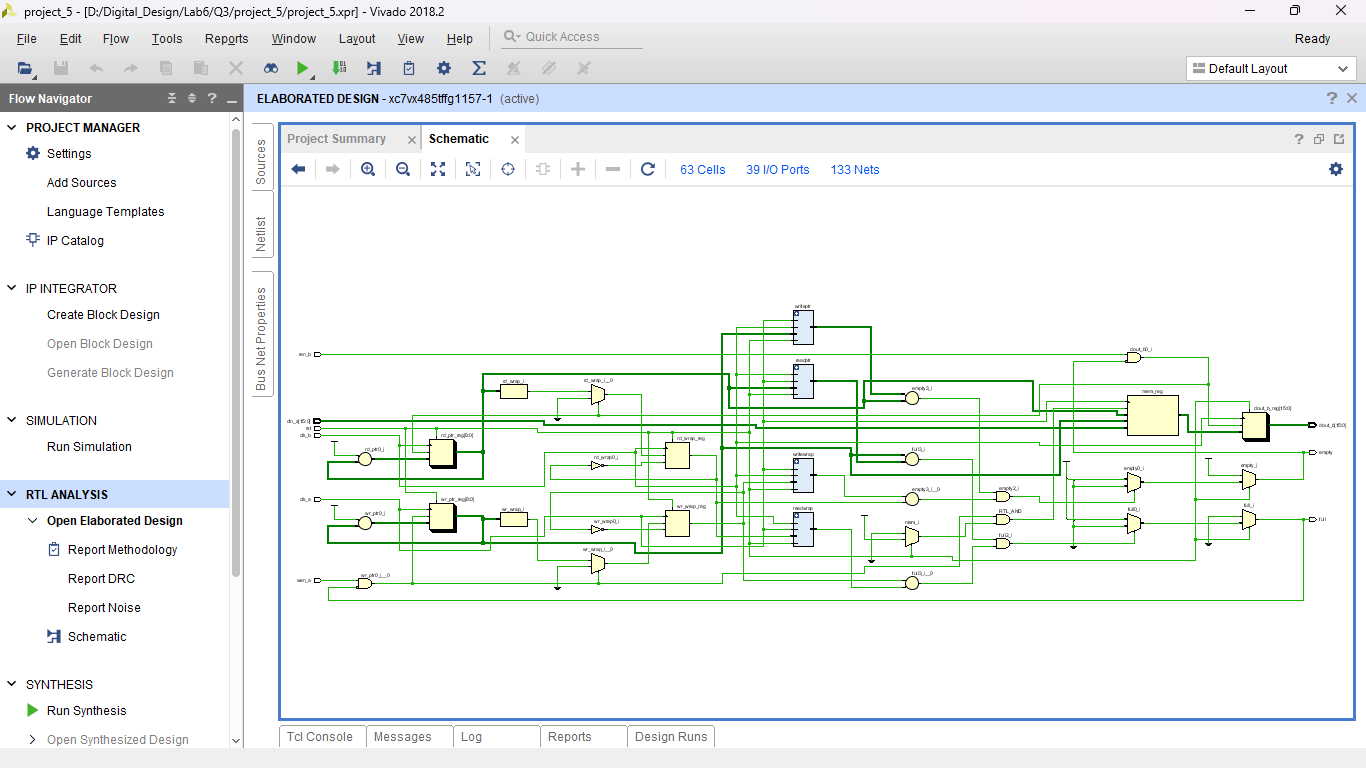 project_5 - [D:/Digital_Design/Lab6/Q3/project_5/project_5.xpr] - Vivado 2018.2
File Edit Flow Tools Reports Window Layout View Help Quick Access Ready
Default Layout
Flow Navigator
ELABORATED DESIGN - xc7vx485tffg1157-1 (active)
PROJECT MANAGER
Settings
Add Sources
Language Templates
IP Catalog
IP INTEGRATOR
Create Block Design
Open Block Design
Generate Block Design
SIMULATION
Run Simulation
RTL ANALYSIS
Open Elaborated Design
Report Methodology
Report DRC
Report Noise
Schematic
SYNTHESIS
Run Synthesis
Open Synthesized Design
Sources
Netlist
Bus Net Properties
Project Summary
Schematic
63 Cells 39 I/O Ports 133 Nets
writeptr
readptr
ren_b
dout_b0_i
rd_wrap_i
rd_wrap_i__0
empty3_i
mem_reg
dout_b_reg[15:0]
din_a[15:0]
rst
clk_b
rd_ptr0_i
rd_ptr_reg[8:0]
rd_wrap_reg
rd_wrap0_i
full3_i
dout_b[15:0]
empty
writewrap
empty0_i
empty_i
clk_a
wr_ptr0_i
wr_ptr_reg[8:0]
wr_wrap_i
wr_wrap_reg
wr_wrap0_i
empty3_i__0
empty2_i
readwrap
RTL_AND
mem_i
full2_i
full0_i
full_i
full
wr_wrap_i__0
wen_a
wr_ptr0_i__0
full3_i__0
Tcl Console Messages Log Reports Design Runs